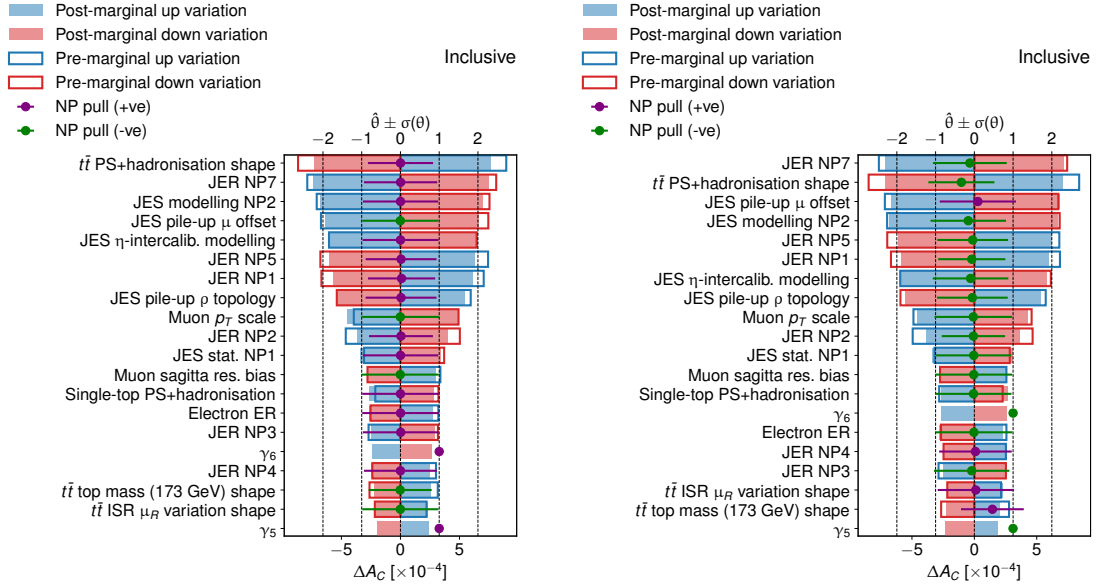 Post-marginal up variation
Post-marginal down variation
Pre-marginal up variation
Pre-marginal down variation
NP pull (+ve)
NP pull (-ve)
Inclusive
θ̂ ± σ(θ)
−2 −1 0 1 2
tt̄ PS+hadronisation shape
JER NP7
JES modelling NP2
JES pile-up μ offset
JES η-intercalib. modelling
JER NP5
JER NP1
JES pile-up ρ topology
Muon p_T scale
JER NP2
JES stat. NP1
Muon sagitta res. bias
Single-top PS+hadronisation
Electron ER
JER NP3
γ₆
JER NP4
tt̄ top mass (173 GeV) shape
tt̄ ISR μ_R variation shape
γ₅
−5 0 5
ΔA_C [×10⁻⁴]
Post-marginal up variation
Post-marginal down variation
Pre-marginal up variation
Pre-marginal down variation
NP pull (+ve)
NP pull (-ve)
Inclusive
θ̂ ± σ(θ)
−2 −1 0 1 2
JER NP7
tt̄ PS+hadronisation shape
JES pile-up μ offset
JES modelling NP2
JER NP5
JER NP1
JES η-intercalib. modelling
JES pile-up ρ topology
Muon p_T scale
JER NP2
JES stat. NP1
Muon sagitta res. bias
Single-top PS+hadronisation
γ₆
Electron ER
JER NP4
JER NP3
tt̄ ISR μ_R variation shape
tt̄ top mass (173 GeV) shape
γ₅
−5 0 5
ΔA_C [×10⁻⁴]